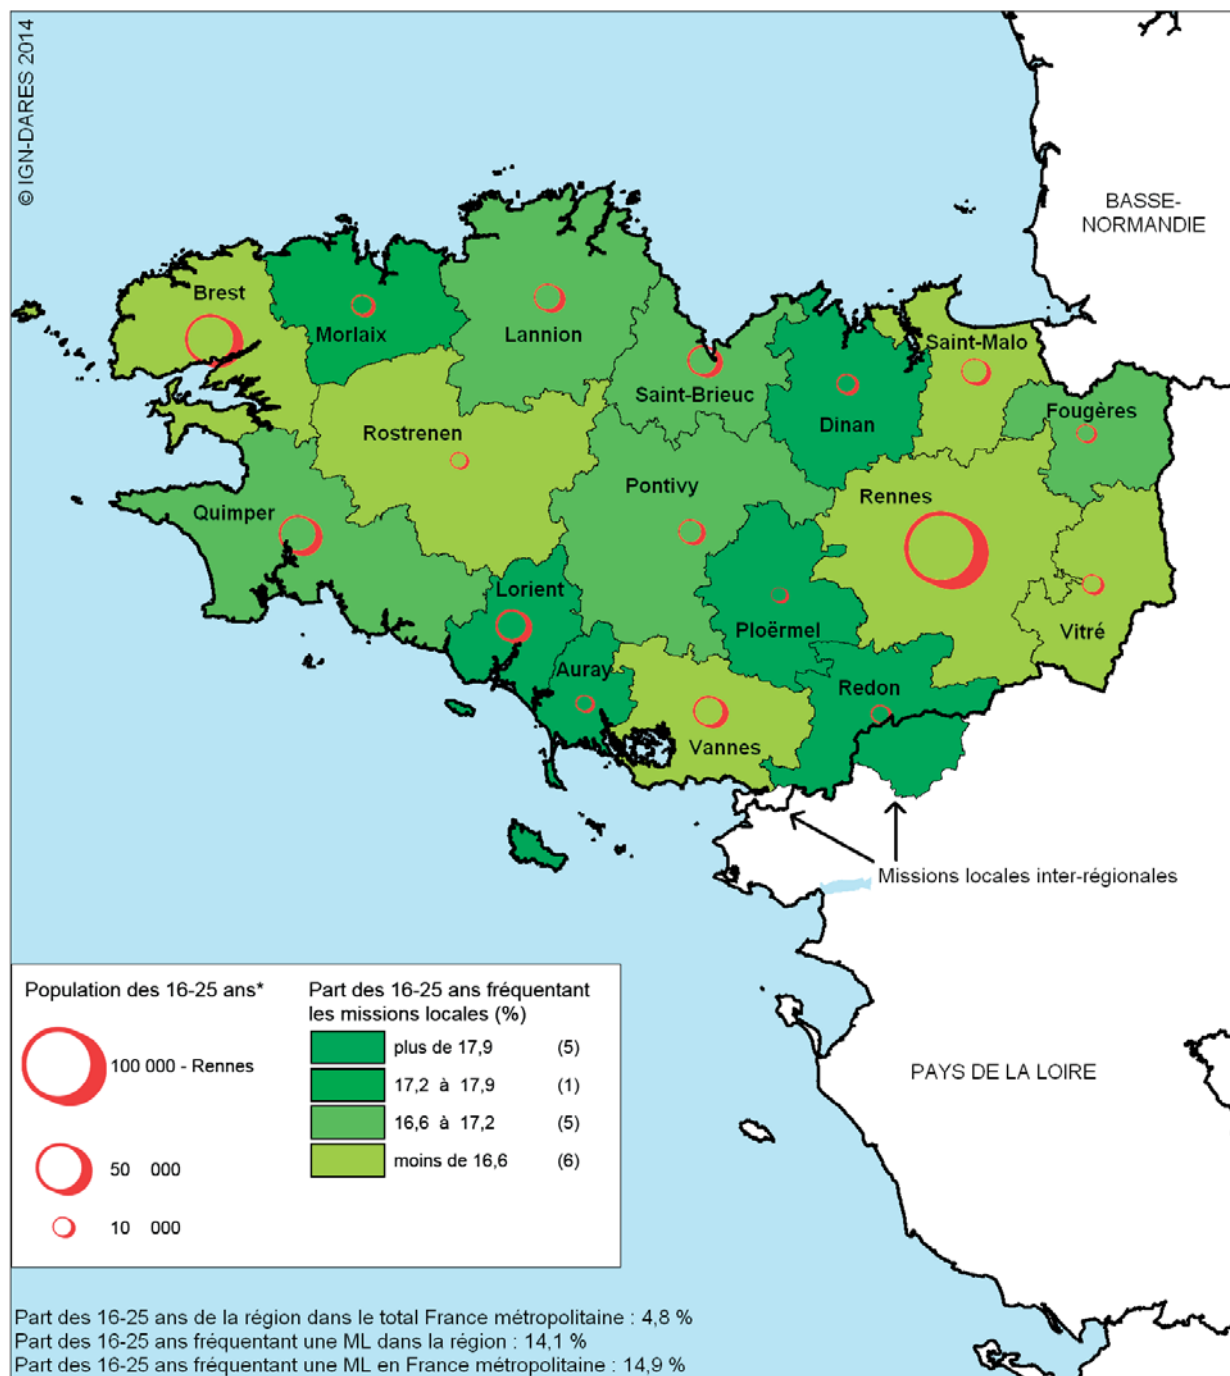 © IGN-DARES 2014
BASSE-
NORMANDIE
Brest
Morlaix
Lannion
Saint-Brieuc
Dinan
Saint-Malo
Fougères
Rostrenen
Pontivy
Rennes
Quimper
Lorient
Ploërmel
Vitré
Auray
Redon
Vannes
Missions locales inter-régionales
PAYS DE LA LOIRE
Population des 16-25 ans*
100 000 - Rennes
50 000
10 000
Part des 16-25 ans fréquentant
les missions locales (%)
plus de 17,9 (5)
17,2 à 17,9 (1)
16,6 à 17,2 (5)
moins de 16,6 (6)
Part des 16-25 ans de la région dans le total France métropolitaine : 4,8 %
Part des 16-25 ans fréquentant une ML dans la région : 14,1 %
Part des 16-25 ans fréquentant une ML en France métropolitaine : 14,9 %